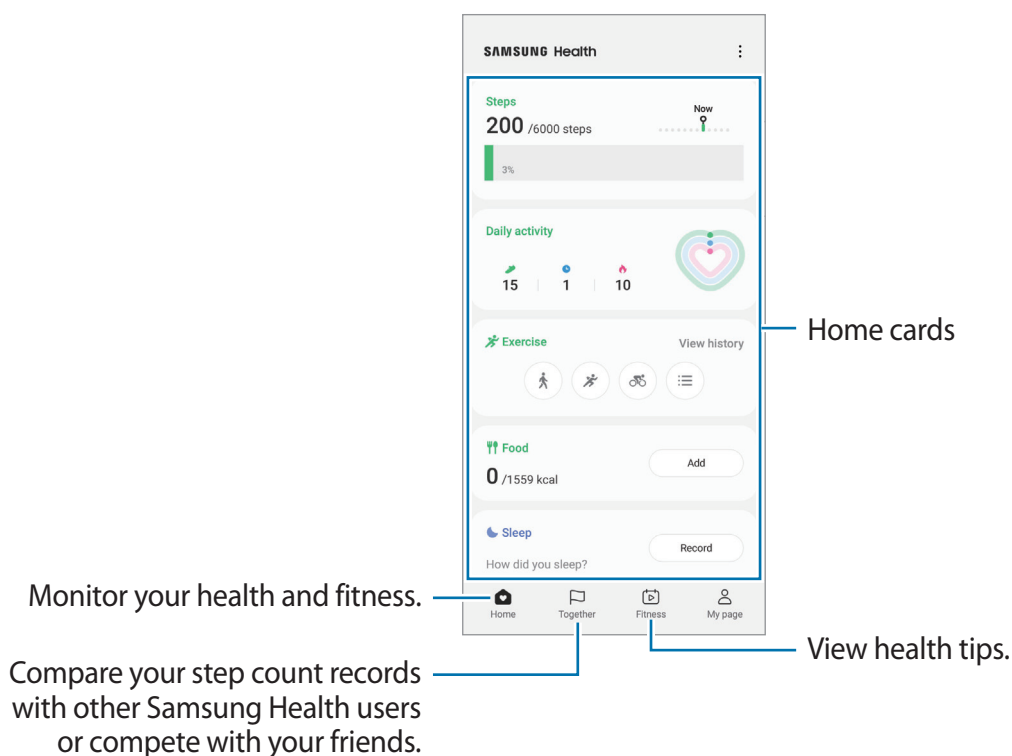 SAMSUNG Health
Steps
200 /6000 steps
Now
3%
Daily activity
15 1 10
Exercise
View history
Food
0 /1559 kcal
Add
Sleep
How did you sleep?
Record
Home Together Fitness My page
Home cards
Monitor your health and fitness.
View health tips.
Compare your step count records
with other Samsung Health users
or compete with your friends.